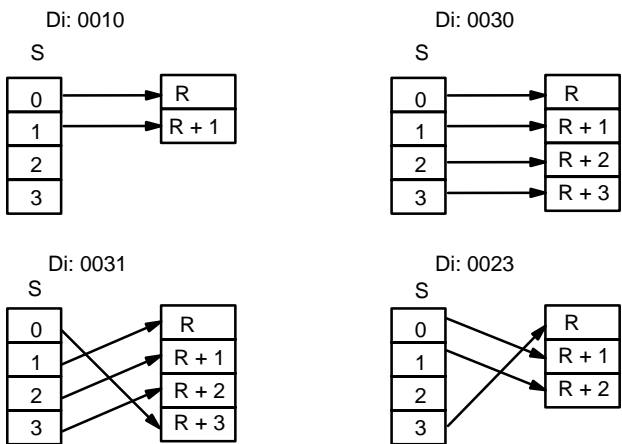 Di: 0010
S
0
1
2
3
R
R + 1
Di: 0030
S
0
1
2
3
R
R + 1
R + 2
R + 3
Di: 0031
S
0
1
2
3
R
R + 1
R + 2
R + 3
Di: 0023
S
0
1
2
3
R
R + 1
R + 2